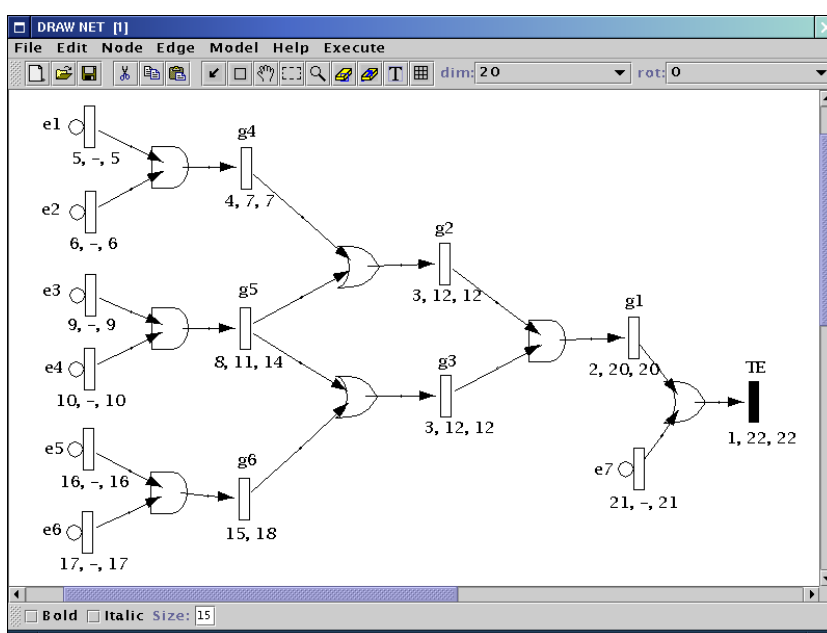 DRAW NET [1]
File Edit Node Edge Model Help Execute
T dim: 20 rot: 0
e1
5, -, 5
g4
4, 7, 7
e2
6, -, 6
g2
3, 12, 12
e3
9, -, 9
g5
8, 11, 14
g1
2, 20, 20
e4
10, -, 10
g3
3, 12, 12
TE
1, 22, 22
e5
16, -, 16
g6
15, 18
e7
21, -, 21
e6
17, -, 17
Bold Italic Size: 15